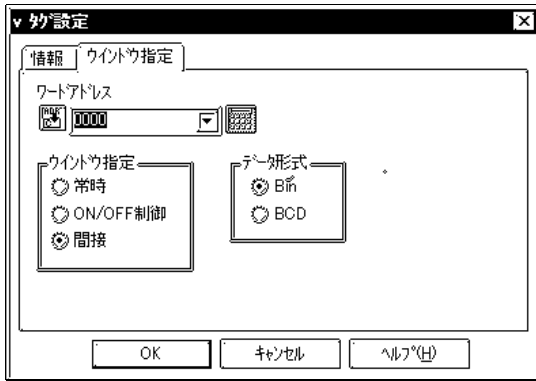 v ﾀｸﾞ設定
情報 ｳｲﾝﾄﾞｳ指定
ﾜｰﾄﾞｱﾄﾞﾚｽ
0000
ｳｲﾝﾄﾞｳ指定 ﾃﾞｰﾀ形式
常時 Bin
ON/OFF制御 BCD
間接
OK ｷｬﾝｾﾙ ﾍﾙﾌﾟ(H)